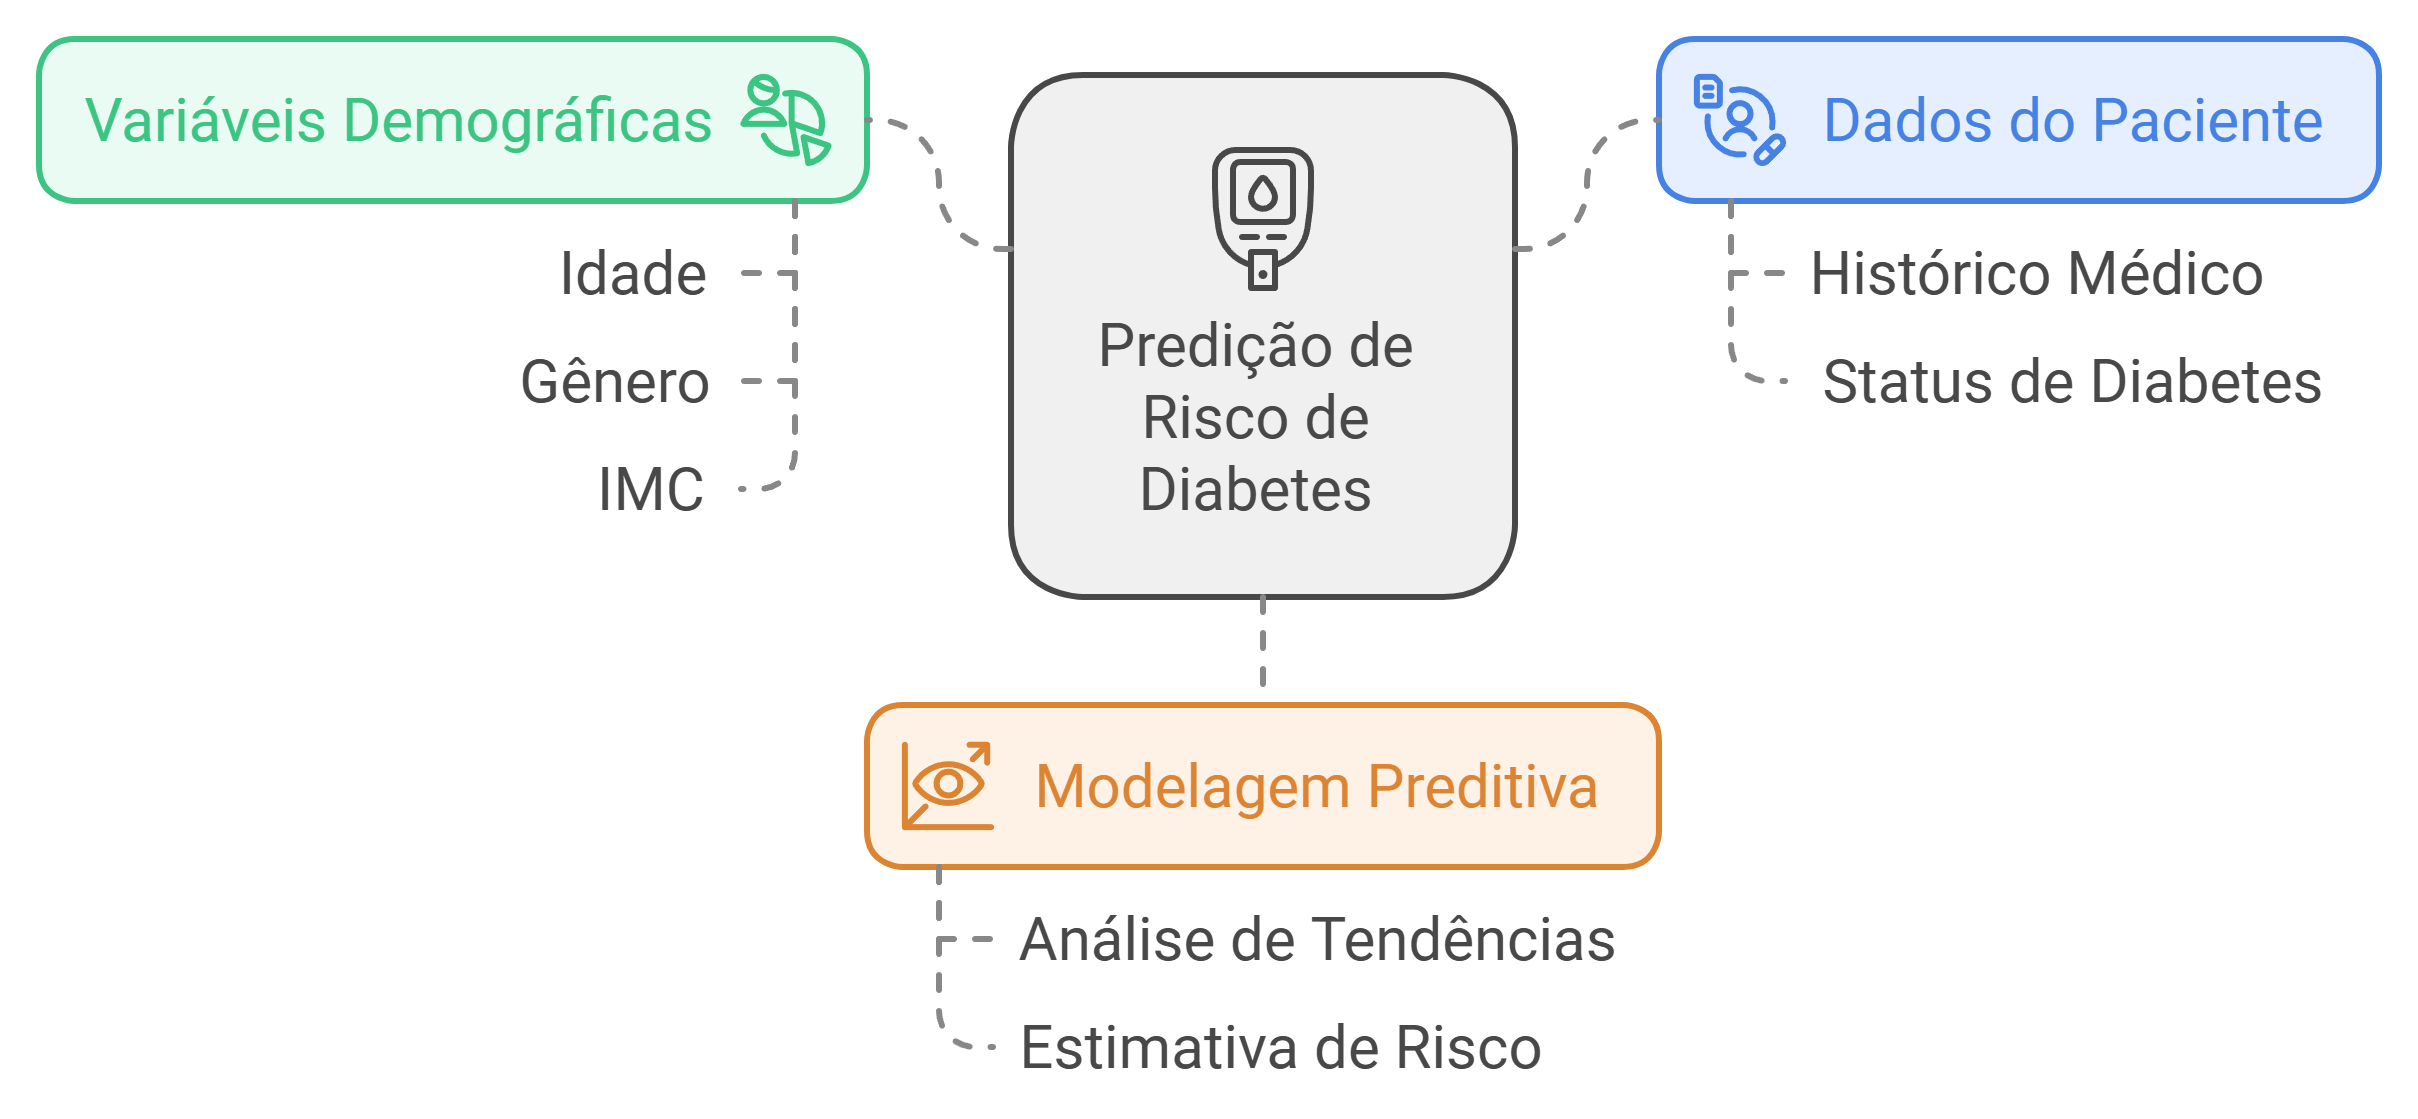 Variáveis Demográficas
Idade
Gênero
IMC
Predição de
Risco de
Diabetes
Dados do Paciente
Histórico Médico
Status de Diabetes
Modelagem Preditiva
Análise de Tendências
Estimativa de Risco